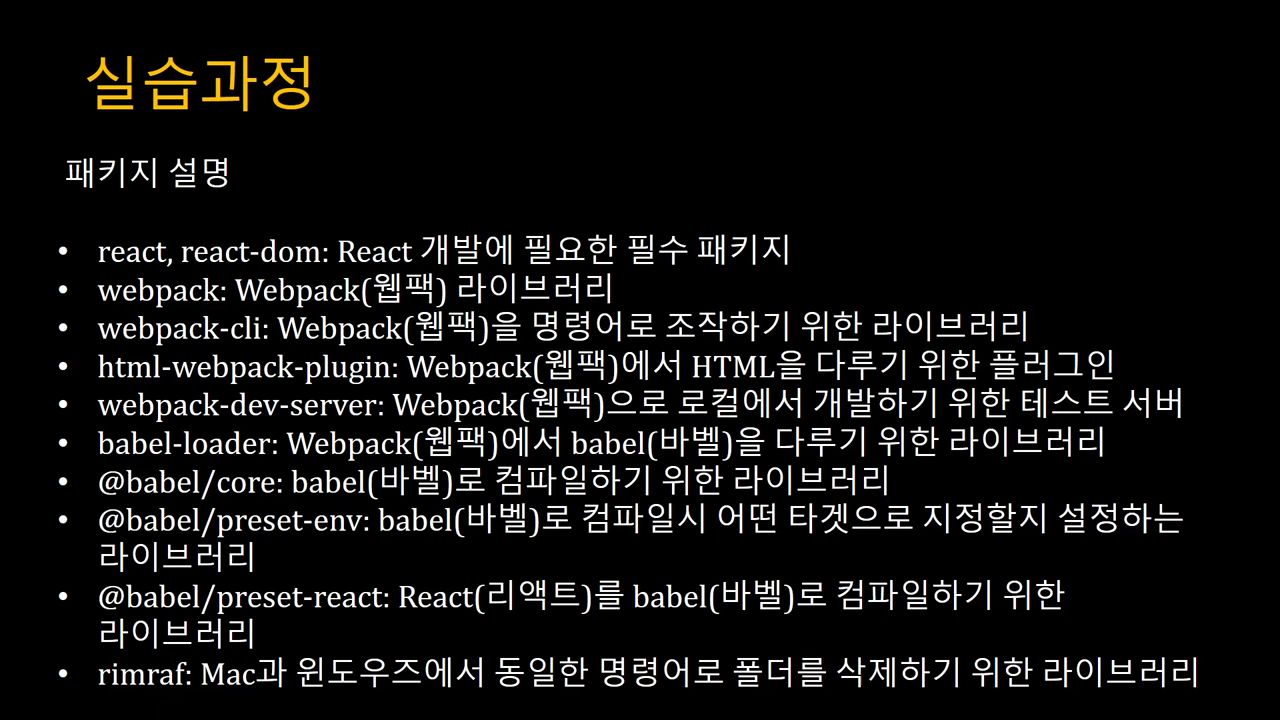 실습과정
패키지 설명
• react, react-dom: React 개발에 필요한 필수 패키지
• webpack: Webpack(웹팩) 라이브러리
• webpack-cli: Webpack(웹팩)을 명령어로 조작하기 위한 라이브러리
• html-webpack-plugin: Webpack(웹팩)에서 HTML을 다루기 위한 플러그인
• webpack-dev-server: Webpack(웹팩)으로 로컬에서 개발하기 위한 테스트 서버
• babel-loader: Webpack(웹팩)에서 babel(바벨)을 다루기 위한 라이브러리
• @babel/core: babel(바벨)로 컴파일하기 위한 라이브러리
• @babel/preset-env: babel(바벨)로 컴파일시 어떤 타겟으로 지정할지 설정하는
라이브러리
• @babel/preset-react: React(리액트)를 babel(바벨)로 컴파일하기 위한
라이브러리
• rimraf: Mac과 윈도우즈에서 동일한 명령어로 폴더를 삭제하기 위한 라이브러리